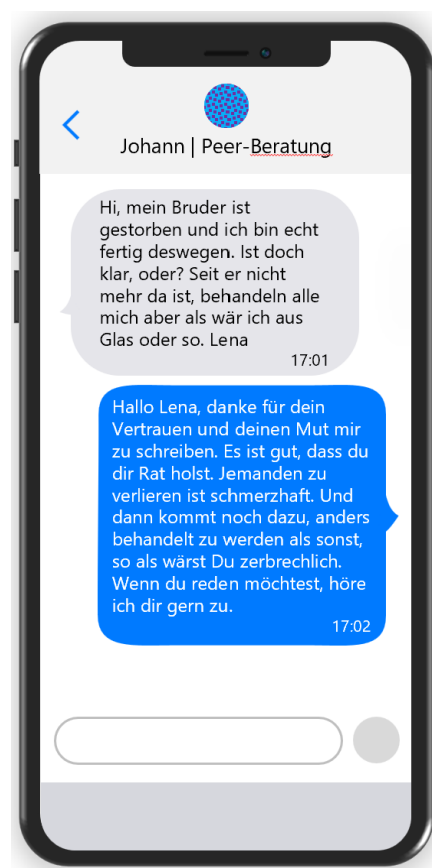 Johann | Peer-Beratung
Hi, mein Bruder ist
gestorben und ich bin echt
fertig deswegen. Ist doch
klar, oder? Seit er nicht
mehr da ist, behandeln alle
mich aber als wär ich aus
Glas oder so. Lena
17:01
Hallo Lena, danke für dein
Vertrauen und deinen Mut mir
zu schreiben. Es ist gut, dass du
dir Rat holst. Jemanden zu
verlieren ist schmerzhaft. Und
dann kommt noch dazu, anders
behandelt zu werden als sonst,
so als wärst Du zerbrechlich.
Wenn du reden möchtest, höre
ich dir gern zu.
17:02